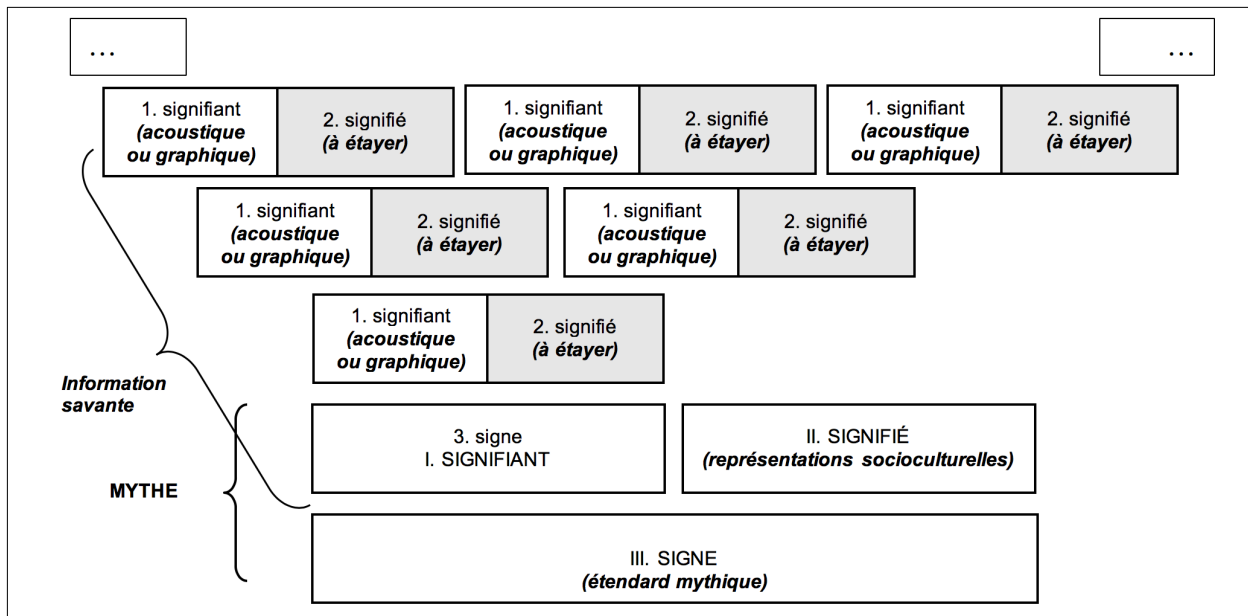 ...
...
1. signifiant
(acoustique
ou graphique)
2. signifié
(à étayer)
1. signifiant
(acoustique
ou graphique)
2. signifié
(à étayer)
1. signifiant
(acoustique
ou graphique)
2. signifié
(à étayer)
1. signifiant
(acoustique
ou graphique)
2. signifié
(à étayer)
1. signifiant
(acoustique
ou graphique)
2. signifié
(à étayer)
1. signifiant
(acoustique
ou graphique)
2. signifié
(à étayer)
Information
savante
MYTHE
3. signe
I. SIGNIFIANT
II. SIGNIFIÉ
(représentations socioculturelles)
III. SIGNE
(étendard mythique)